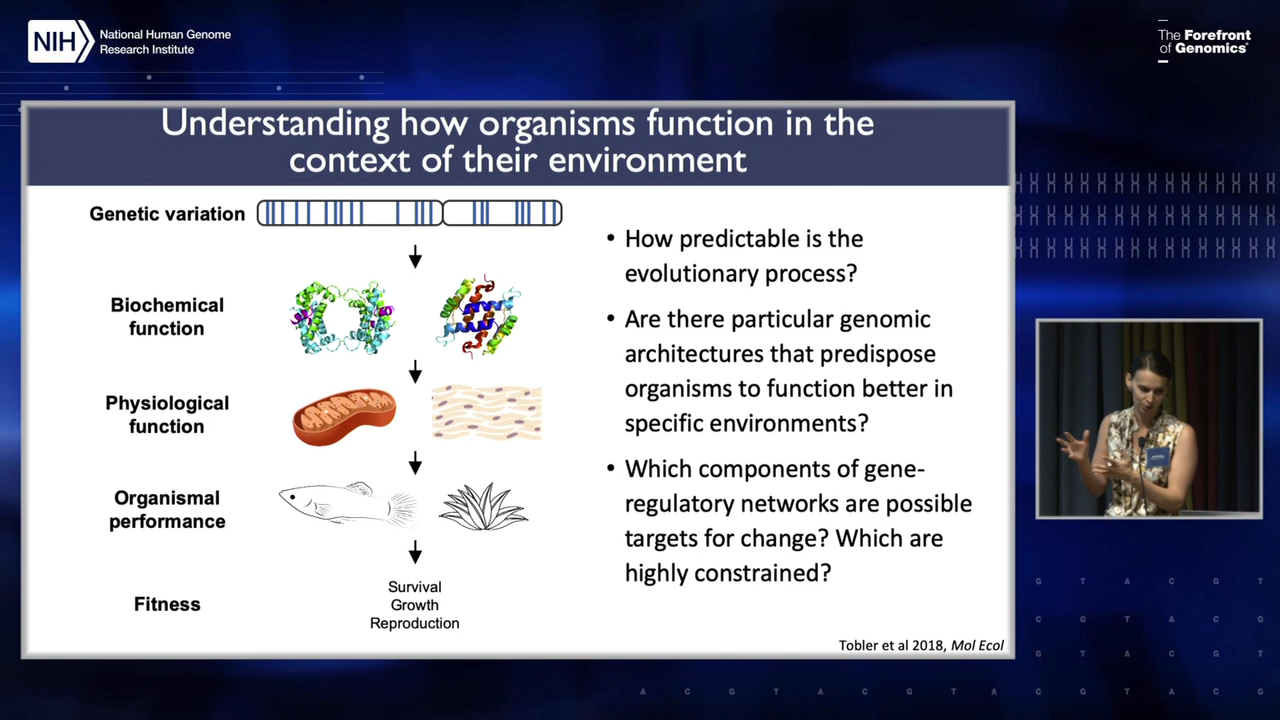 NIH
National Human Genome
Research Institute
The Forefront
of Genomics®
Understanding how organisms function in the
context of their environment
Genetic variation
Biochemical
function
Physiological
function
Organismal
performance
Fitness
Survival
Growth
Reproduction
• How predictable is the
evolutionary process?
• Are there particular genomic
architectures that predispose
organisms to function better in
specific environments?
• Which components of gene-
regulatory networks are possible
targets for change? Which are
highly constrained?
Tobler et al 2018, Mol Ecol
G T A C G T
C G T A C G
G T A C G T
A C G T A C G T A C G T A C G